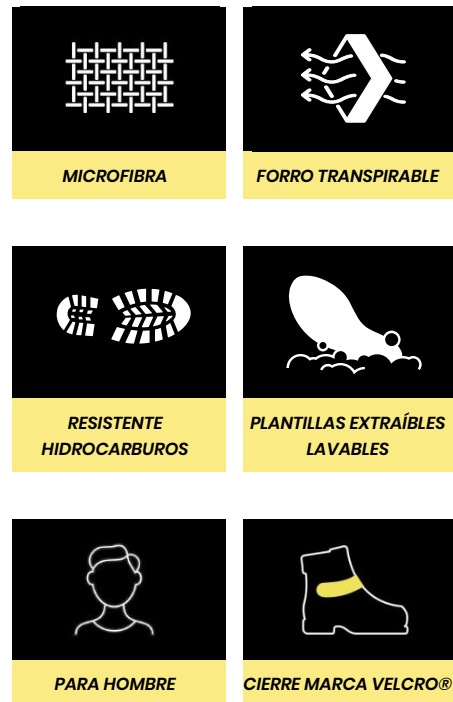 MICROFIBRA
FORRO TRANSPIRABLE
RESISTENTE
HIDROCARBUROS
PLANTILLAS EXTRAÍBLES
LAVABLES
PARA HOMBRE
CIERRE MARCA VELCRO®